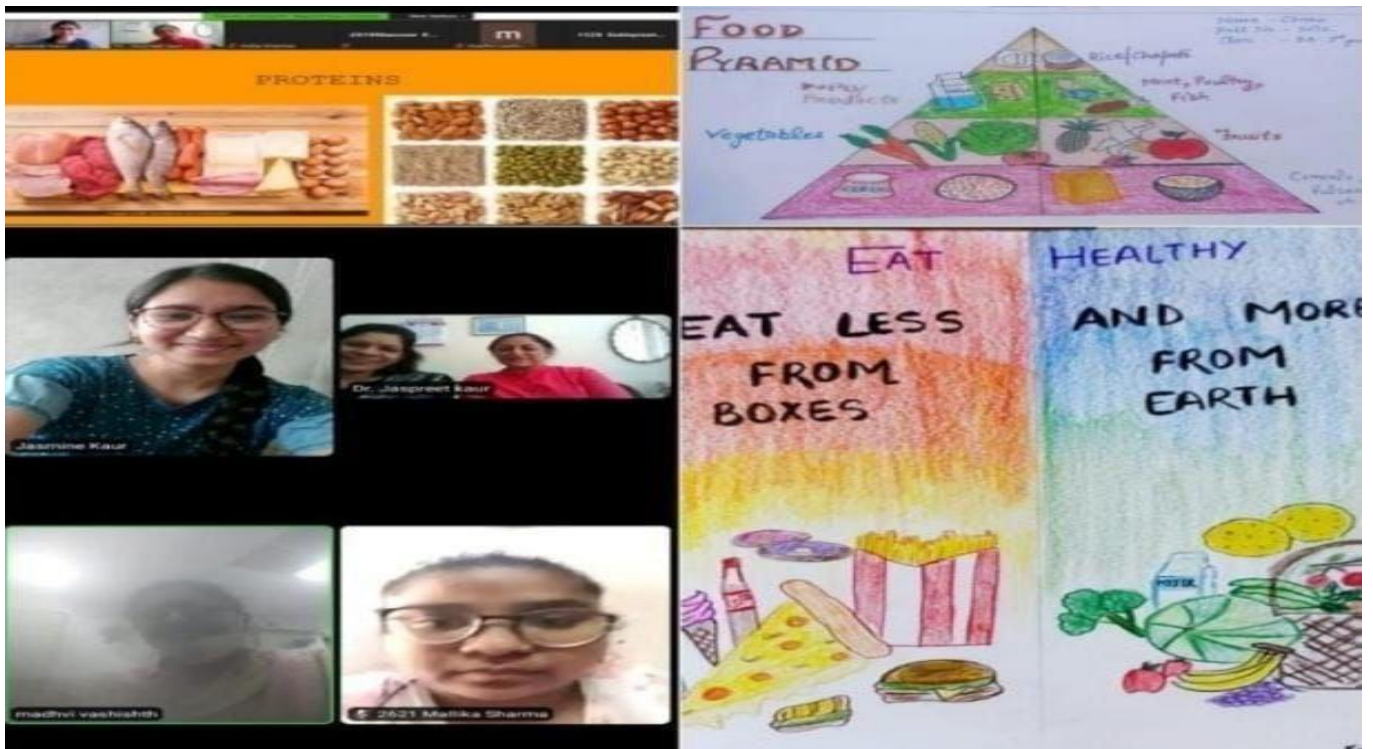 m
PROTEINS
FOOD
PYRAMID
Rice/Chapati
Products
Meat, Poultry,
Fish
Vegetables
Fruits
Jasmine Kaur
Dr. Jaspreet kaur
madhvi vashishth
2621 Mallika Sharma
EAT HEALTHY
EAT LESS
FROM
BOXES
AND MORE
FROM
EARTH
MILK